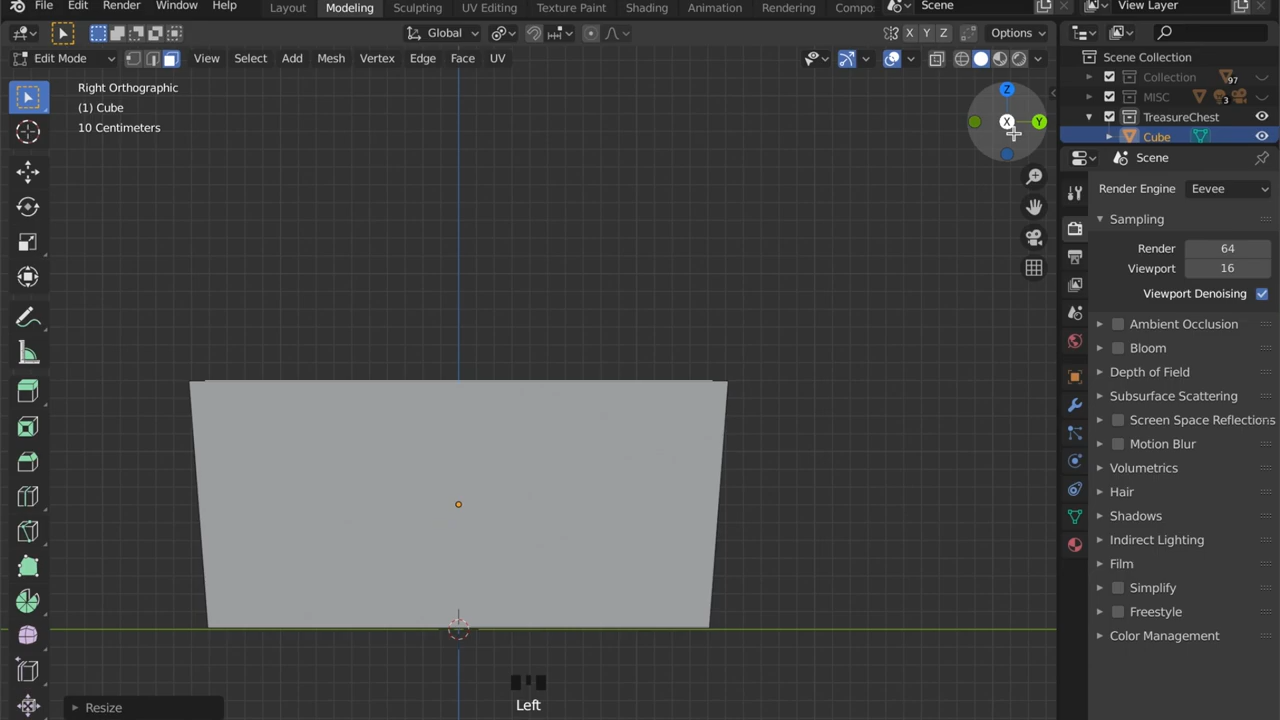 File Edit Render Window Help Layout Modeling Sculpting UV Editing Texture Paint Shading Animation Rendering Compo Scene View Layer
Global X Y Z Options
Edit Mode View Select Add Mesh Vertex Edge Face UV
Right Orthographic
(1) Cube
10 Centimeters
Z
X
Y
Scene Collection
Collection 97
MISC 3
TreasureChest
Cube
Scene
Render Engine Eevee
Sampling
Render 64
Viewport 16
Viewport Denoising
Ambient Occlusion
Bloom
Depth of Field
Subsurface Scattering
Screen Space Reflections
Motion Blur
Volumetrics
Hair
Shadows
Indirect Lighting
Film
Simplify
Freestyle
Color Management
Left
Resize